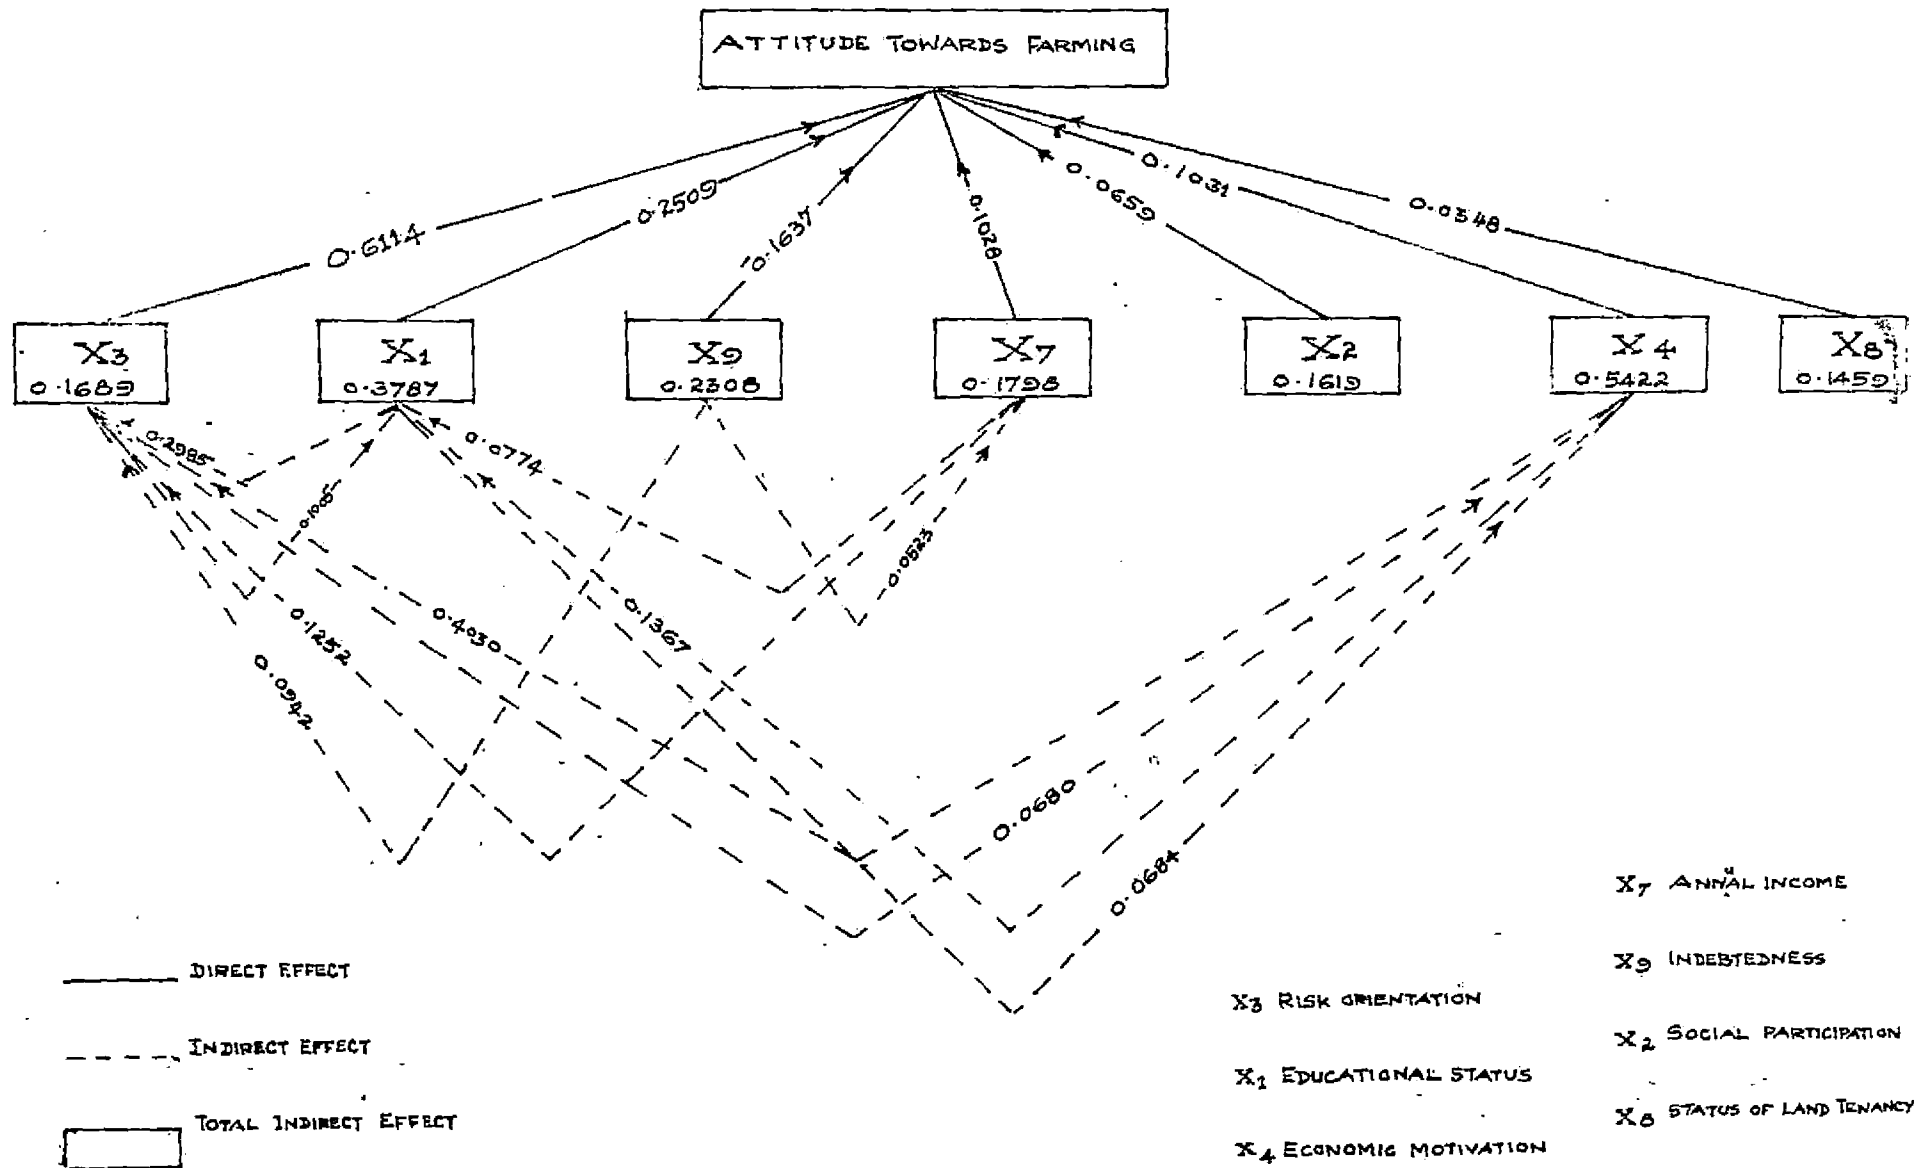 ATTITUDE TOWARDS FARMING
0.6114
0.2509
0.1637
0.1028
0.0659
0.1031
0.0348
X3
0.1689
X1
0.3787
X9
0.2308
X7
0.1798
X2
0.1619
X4
0.5422
X8
0.1459
0.2985
0.1005
0.0774
0.0523
0.1252
0.4030
0.1367
0.0942
0.0680
0.0684
DIRECT EFFECT
INDIRECT EFFECT
TOTAL INDIRECT EFFECT
X3 RISK ORIENTATION
X1 EDUCATIONAL STATUS
X4 ECONOMIC MOTIVATION
X7 ANNUAL INCOME
X9 INDEBTEDNESS
X2 SOCIAL PARTICIPATION
X8 STATUS OF LAND TENANCY